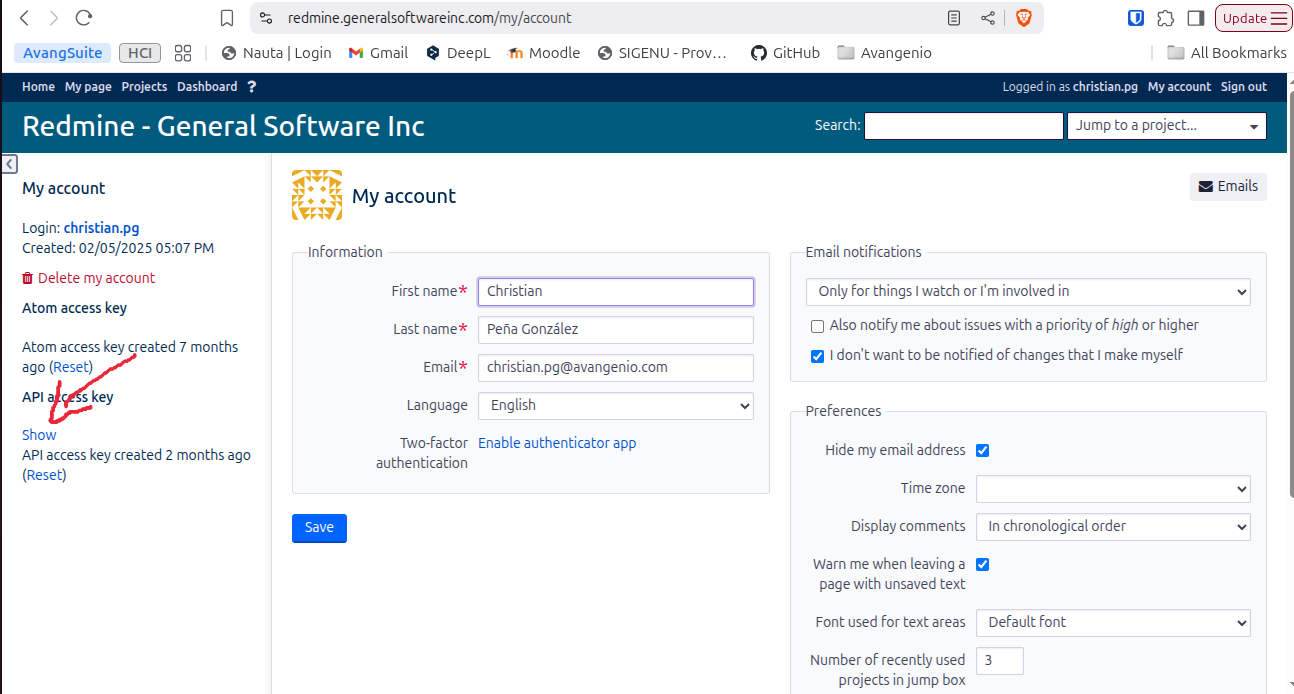 redmine.generalsoftwareinc.com/my/account
Update
AvangSuite HCI Nauta | Login Gmail DeepL Moodle SIGENU - Prov… GitHub Avangenio All Bookmarks
Home My page Projects Dashboard ? Logged in as christian.pg My account Sign out
Redmine - General Software Inc Search: Jump to a project...
My account
Login: christian.pg
Created: 02/05/2025 05:07 PM
Delete my account
Atom access key
Atom access key created 7 months
ago (Reset)
API access key
Show
API access key created 2 months ago
(Reset)
My account
Emails
Information
First name* Christian
Last name* Peña González
Email* christian.pg@avangenio.com
Language English
Two-factor Enable authenticator app
authentication
Save
Email notifications
Only for things I watch or I'm involved in
Also notify me about issues with a priority of high or higher
I don't want to be notified of changes that I make myself
Preferences
Hide my email address
Time zone
Display comments In chronological order
Warn me when leaving a
page with unsaved text
Font used for text areas Default font
Number of recently used 3
projects in jump box